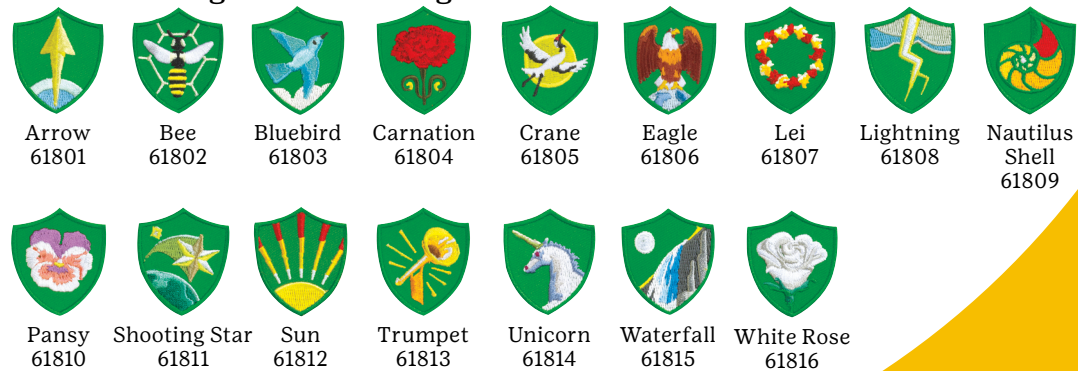 Arrow
61801
Bee
61802
Bluebird
61803
Carnation
61804
Crane
61805
Eagle
61806
Lei
61807
Lightning
61808
Nautilus
Shell
61809
Pansy
61810
Shooting Star
61811
Sun
61812
Trumpet
61813
Unicorn
61814
Waterfall
61815
White Rose
61816